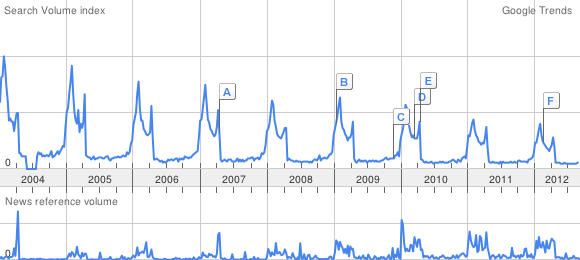 Search Volume index Google Trends
E
B
A
D
F
C
0
2004 2005 2006 2007 2008 2009 2010 2011 2012
News reference volume
0